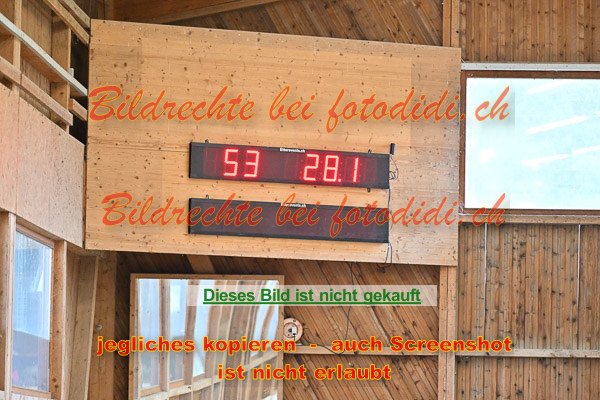 Bildrechte bei fotodidi.ch
53 28.1
Bildrechte bei fotodidi.ch
Dieses Bild ist nicht gekauft
jegliches kopieren - auch Screenshot
ist nicht erläubt